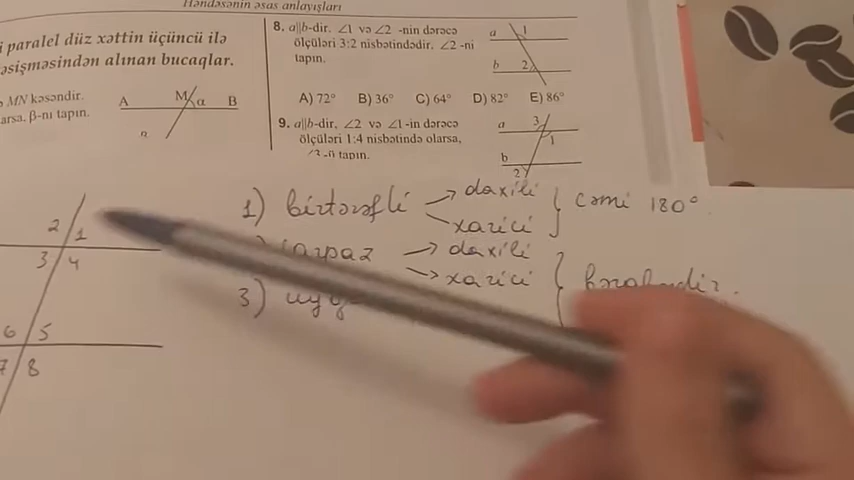 Həndəsənin əsas anlayışları
i paralel düz xəttin üçüncü ilə
əsişməsindən alınan bucaqlar.
MN kəsəndir.
arsa, β-nı tapın.
A M α B
8. a||b-dir. ∠1 və ∠2 -nin dərəcə
ölçüləri 3:2 nisbətindədir. ∠2 -ni
tapın.
a 1
b 2
A) 72° B) 36° C) 64° D) 82° E) 86°
9. a||b-dir, ∠2 və ∠1-in dərəcə
ölçüləri 1:4 nisbətində olarsa,
tapın.
a 3
1
b
2
2 1
3 4
6 5
7 8
1) birtərəfli daxili
xarici
cəmi 180°
daxili
xarici
bərabərdir.
3)